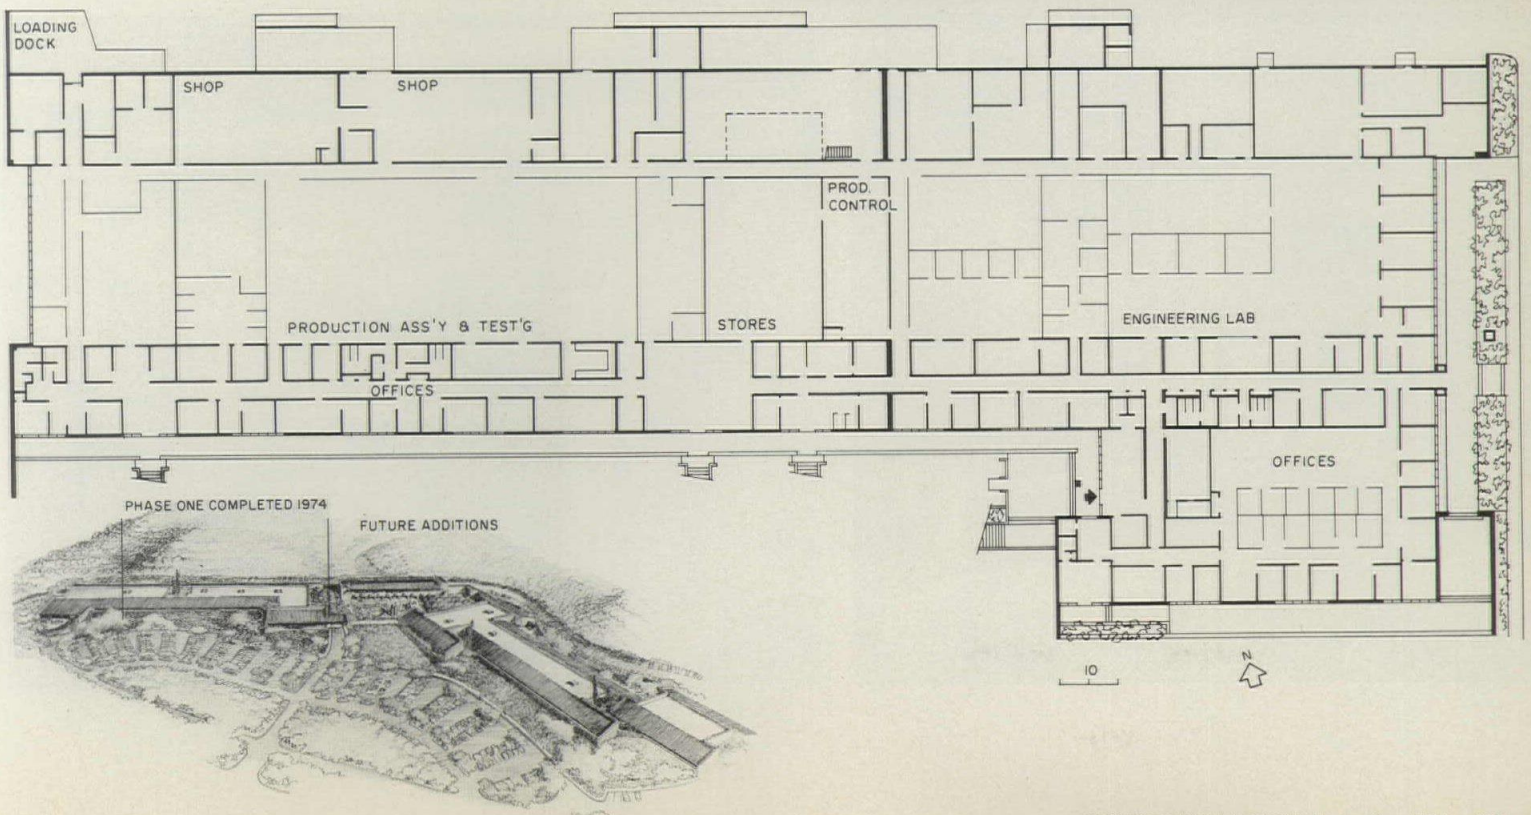 LOADING
DOCK
SHOP
SHOP
PROD.
CONTROL
PRODUCTION ASS'Y & TEST'G
STORES
ENGINEERING LAB
OFFICES
OFFICES
PHASE ONE COMPLETED 1974
FUTURE ADDITIONS
10
N